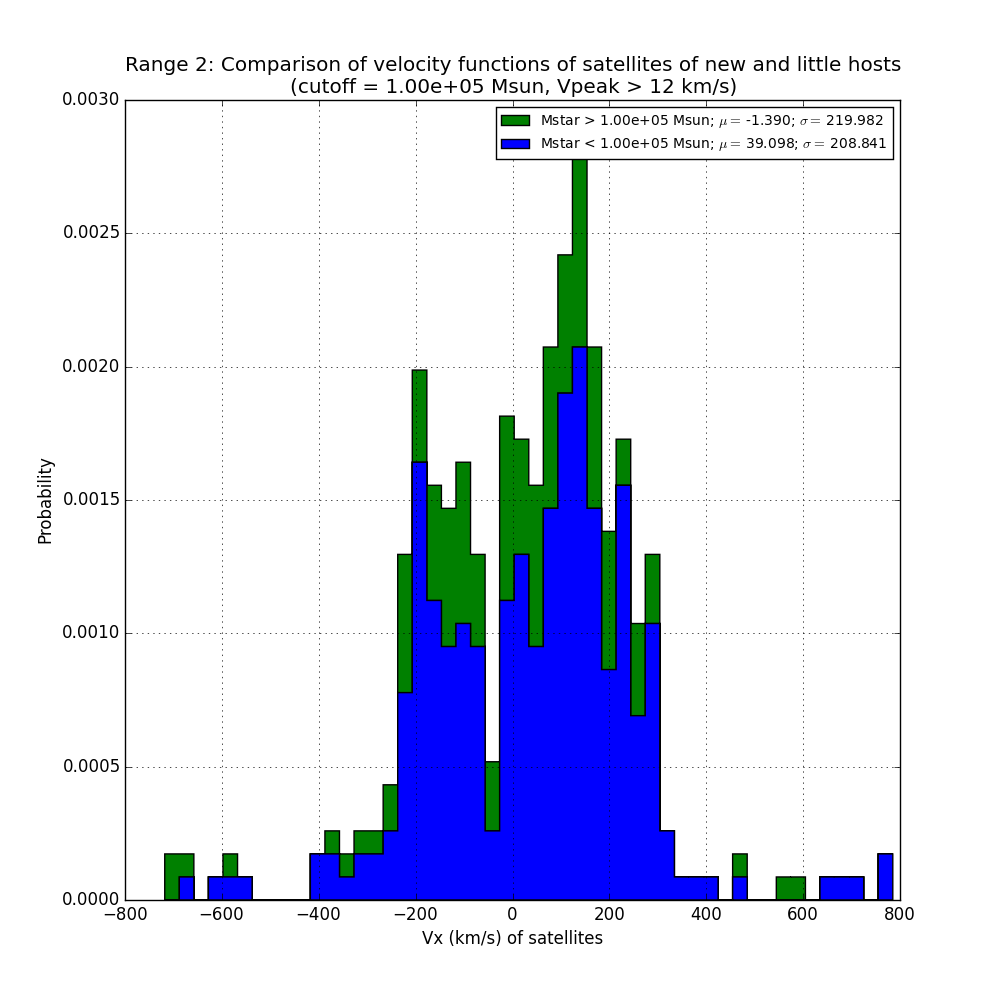 Range 2: Comparison of velocity functions of satellites of new and little hosts
(cutoff = 1.00e+05 Msun, Vpeak > 12 km/s)
Mstar > 1.00e+05 Msun; μ = -1.390; σ = 219.982
Mstar < 1.00e+05 Msun; μ = 39.098; σ = 208.841
0.0030
0.0025
0.0020
0.0015
0.0010
0.0005
0.0000
Probability
−800 −600 −400 −200 0 200 400 600 800
Vx (km/s) of satellites